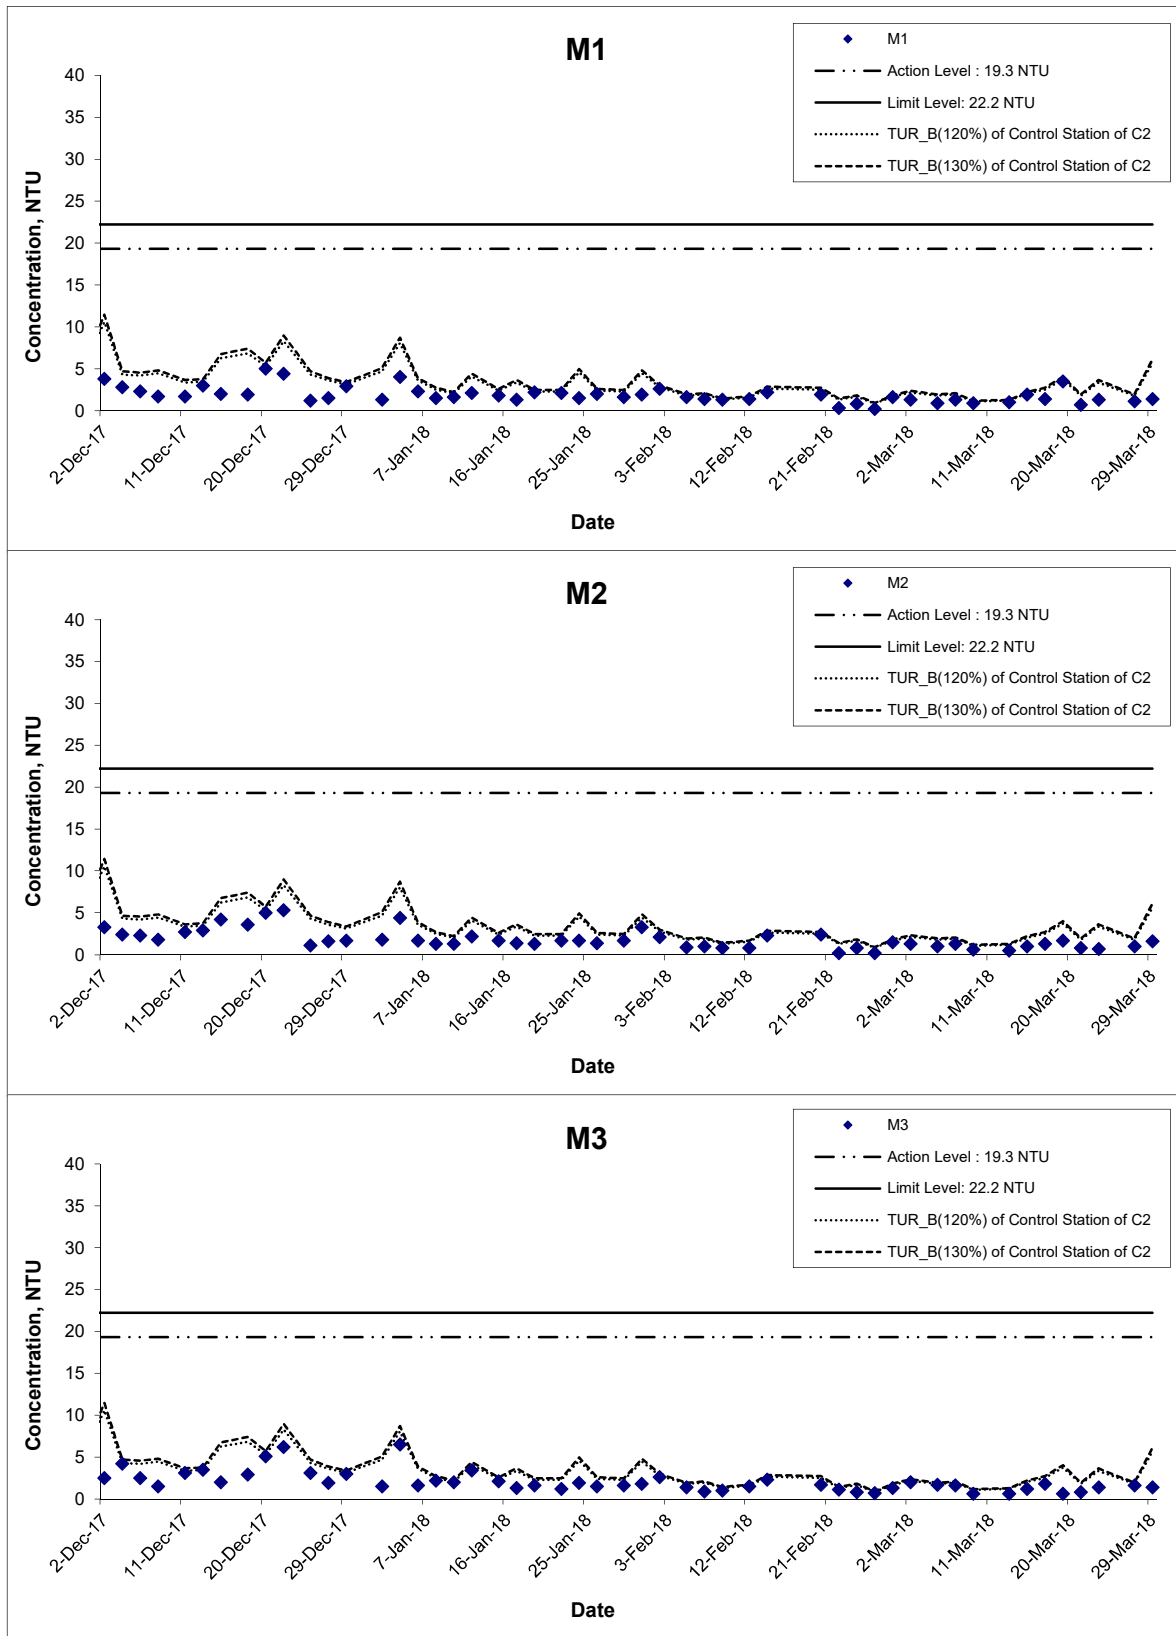 M1
M1
Action Level : 19.3 NTU
Limit Level: 22.2 NTU
TUR_B(120%) of Control Station of C2
TUR_B(130%) of Control Station of C2
Concentration, NTU
40
35
30
25
20
15
10
5
0
2-Dec-17
11-Dec-17
20-Dec-17
29-Dec-17
7-Jan-18
16-Jan-18
25-Jan-18
3-Feb-18
12-Feb-18
21-Feb-18
2-Mar-18
11-Mar-18
20-Mar-18
29-Mar-18
Date
M2
M2
Action Level : 19.3 NTU
Limit Level: 22.2 NTU
TUR_B(120%) of Control Station of C2
TUR_B(130%) of Control Station of C2
Concentration, NTU
40
35
30
25
20
15
10
5
0
2-Dec-17
11-Dec-17
20-Dec-17
29-Dec-17
7-Jan-18
16-Jan-18
25-Jan-18
3-Feb-18
12-Feb-18
21-Feb-18
2-Mar-18
11-Mar-18
20-Mar-18
29-Mar-18
Date
M3
M3
Action Level : 19.3 NTU
Limit Level: 22.2 NTU
TUR_B(120%) of Control Station of C2
TUR_B(130%) of Control Station of C2
Concentration, NTU
40
35
30
25
20
15
10
5
0
2-Dec-17
11-Dec-17
20-Dec-17
29-Dec-17
7-Jan-18
16-Jan-18
25-Jan-18
3-Feb-18
12-Feb-18
21-Feb-18
2-Mar-18
11-Mar-18
20-Mar-18
29-Mar-18
Date